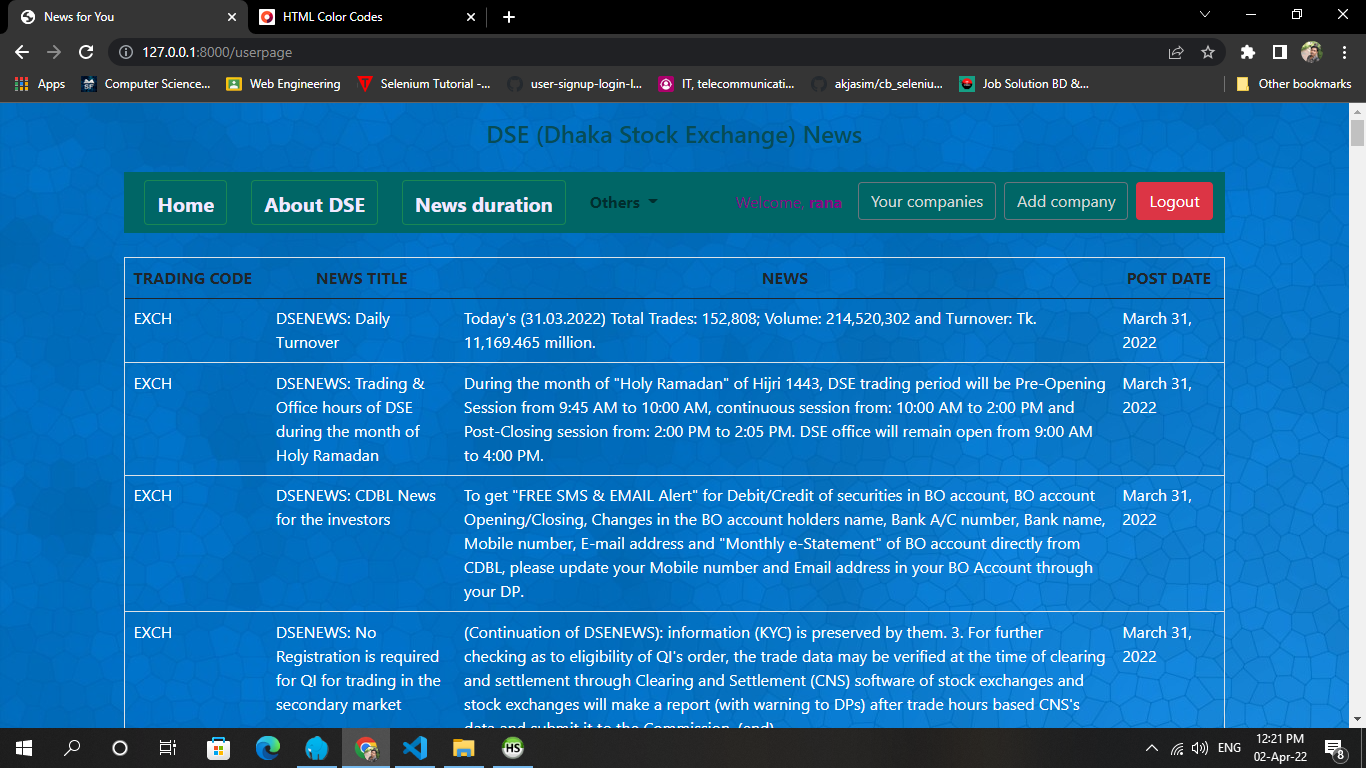 News for You
HTML Color Codes
127.0.0.1:8000/userpage
Apps
Computer Science...
Web Engineering
Selenium Tutorial -...
user-signup-login-l...
IT, telecommunicati...
akjasim/cb_seleniu...
Job Solution BD &...
Other bookmarks
DSE (Dhaka Stock Exchange) News
Home
About DSE
News duration
Others
Welcome, rana
Your companies
Add company
Logout
TRADING CODE
NEWS TITLE
NEWS
POST DATE
EXCH
DSENEWS: Daily
Turnover
Today's (31.03.2022) Total Trades: 152,808; Volume: 214,520,302 and Turnover: Tk.
11,169.465 million.
March 31,
2022
EXCH
DSENEWS: Trading &
Office hours of DSE
during the month of
Holy Ramadan
During the month of "Holy Ramadan" of Hijri 1443, DSE trading period will be Pre-Opening
Session from 9:45 AM to 10:00 AM, continuous session from: 10:00 AM to 2:00 PM and
Post-Closing session from: 2:00 PM to 2:05 PM. DSE office will remain open from 9:00 AM
to 4:00 PM.
March 31,
2022
EXCH
DSENEWS: CDBL News
for the investors
To get "FREE SMS & EMAIL Alert" for Debit/Credit of securities in BO account, BO account
Opening/Closing, Changes in the BO account holders name, Bank A/C number, Bank name,
Mobile number, E-mail address and "Monthly e-Statement" of BO account directly from
CDBL, please update your Mobile number and Email address in your BO Account through
your DP.
March 31,
2022
EXCH
DSENEWS: No
Registration is required
for QI for trading in the
secondary market
(Continuation of DSENEWS): information (KYC) is preserved by them. 3. For further
checking as to eligibility of QI's order, the trade data may be verified at the time of clearing
and settlement through Clearing and Settlement (CNS) software of stock exchanges and
stock exchanges will make a report (with warning to DPs) after trade hours based CNS's
data and submit it to the Commission. (end)
March 31,
2022
HS
ENG
12:21 PM
02-Apr-22
8